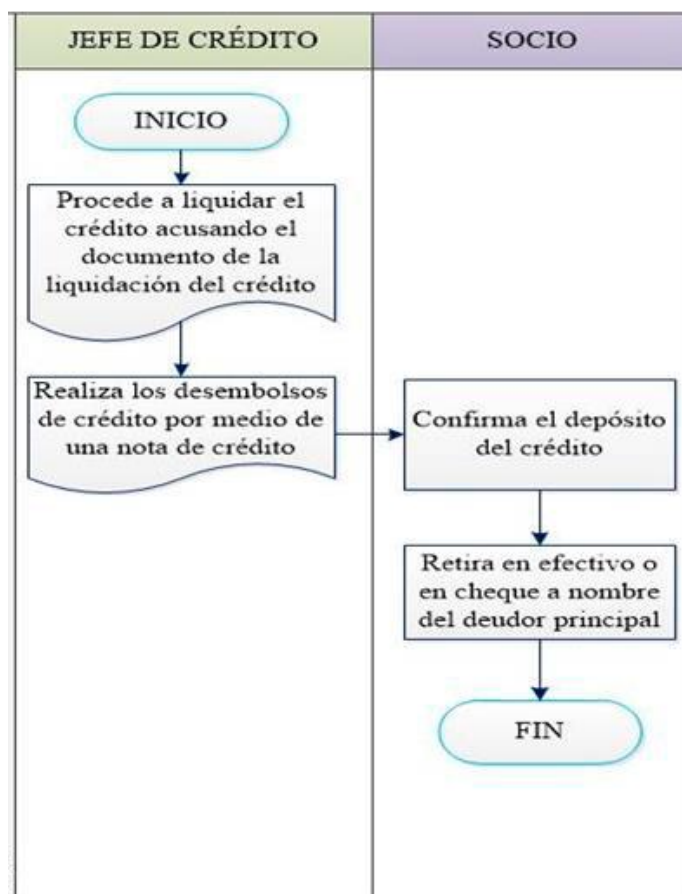 JEFE DE CRÉDITO
SOCIO
INICIO
Procede a liquidar el
crédito acusando el
documento de la
liquidación del crédito
Realiza los desembolsos
de crédito por medio de
una nota de crédito
Confirma el depósito
del crédito
Retira en efectivo o
en cheque a nombre
del deudor principal
FIN